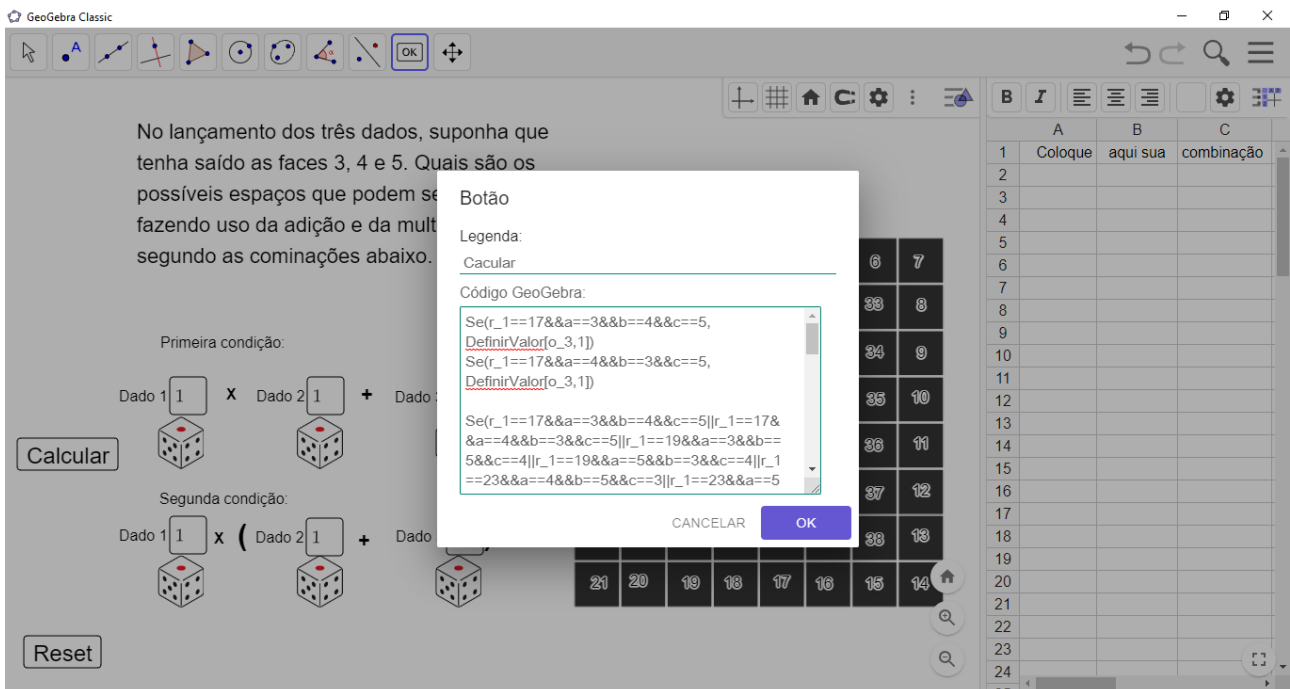 GeoGebra Classic
OK
B I
No lançamento dos três dados, suponha que
tenha saído as faces 3, 4 e 5. Quais são os
possíveis espaços que podem se
fazendo uso da adição e da mult
segundo as cominações abaixo.
Primeira condição:
Dado 1 1 x Dado 2 1 + Dado
Calcular
Segunda condição:
Dado 1 1 x ( Dado 2 1 + Dado
Reset
Botão
Legenda:
Cacular
Código GeoGebra:
Se(r_1==17&&a==3&&b==4&&c==5,
DefinirValor[o_3,1])
Se(r_1==17&&a==4&&b==3&&c==5,
DefinirValor[o_3,1])
Se(r_1==17&&a==3&&b==4&&c==5||r_1==17&
&a==4&&b==3&&c==5||r_1==19&&a==3&&b==
5&&c==4||r_1==19&&a==5&&b==3&&c==4||r_1
==23&&a==4&&b==5&&c==3||r_1==23&&a==5
CANCELAR OK
6 7
33 8
34 9
35 10
36 11
37 12
38 13
21 20 19 18 17 16 15 14
A B C
1 Coloque aqui sua combinação
2
3
4
5
6
7
8
9
10
11
12
13
14
15
16
17
18
19
20
21
22
23
24